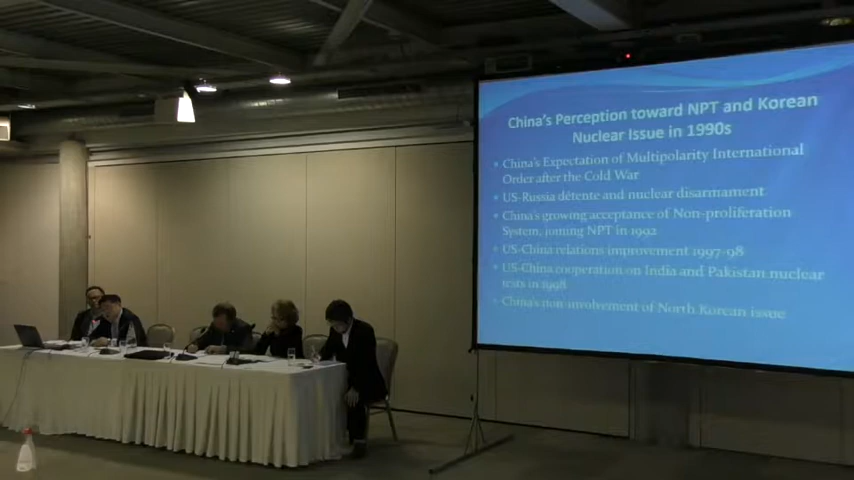 China's Perception toward NPT and Korean
Nuclear Issue in 1990s
• China's Expectation of Multipolarity International
Order after the Cold War
• US-Russia détente and nuclear disarmament
• China's growing acceptance of Non-proliferation
System, joining NPT in 1992
• US-China relations improvement 1997-98
• US-China cooperation on India and Pakistan nuclear
tests in 1998
• China's non-involvement of North Korean issue